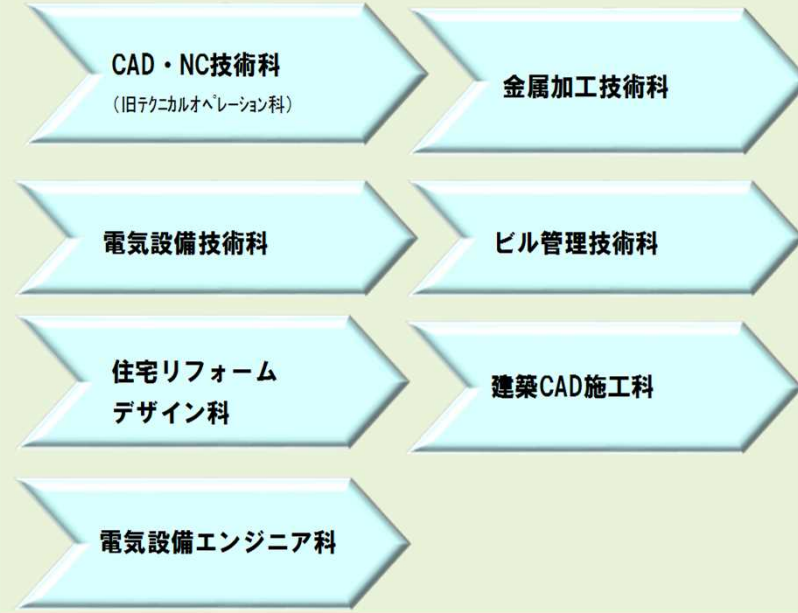 CAD・NC技術科
（旧テクニカルオペレーション科）
金属加工技術科
電気設備技術科
ビル管理技術科
住宅リフォーム
デザイン科
建築CAD施工科
電気設備エンジニア科